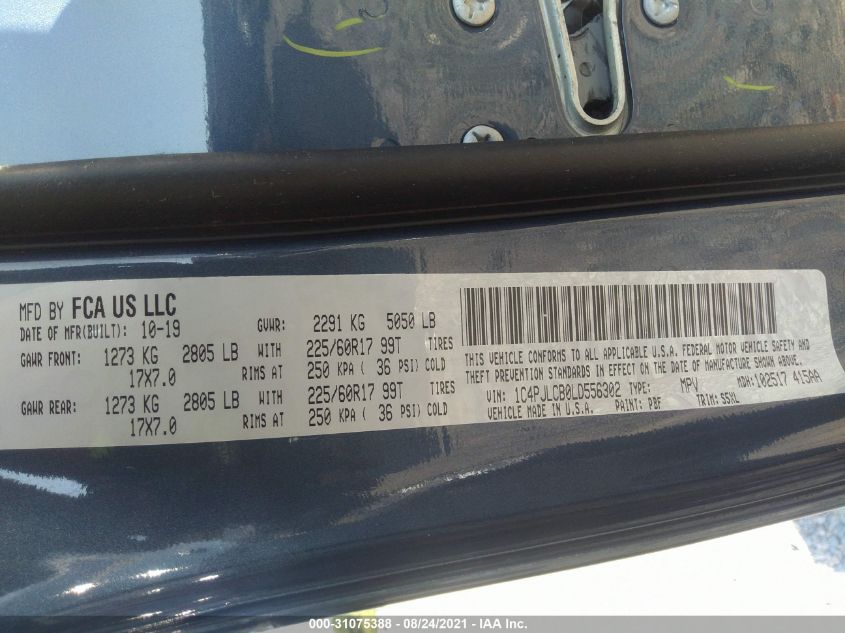 MFD BY FCA US LLC
DATE OF MFR(BUILT): 10-19 GVWR: 2291 KG 5050 LB
GAWR FRONT: 1273 KG 2805 LB WITH 225/60R17 99T TIRES
17X7.0 RIMS AT 250 KPA ( 36 PSI) COLD
GAWR REAR: 1273 KG 2805 LB WITH 225/60R17 99T TIRES
17X7.0 RIMS AT 250 KPA ( 36 PSI) COLD
THIS VEHICLE CONFORMS TO ALL APPLICABLE U.S.A. FEDERAL MOTOR VEHICLE SAFETY AND
THEFT PREVENTION STANDARDS IN EFFECT ON THE DATE OF MANUFACTURE SHOWN ABOVE.
VIN: 1C4PJLCB0LD556302 TYPE: MPV MDH: 102517 415AA
VEHICLE MADE IN: U.S.A. PAINT: PBF TRIM: S5XL
000-31075388 - 08/24/2021 - IAA Inc.